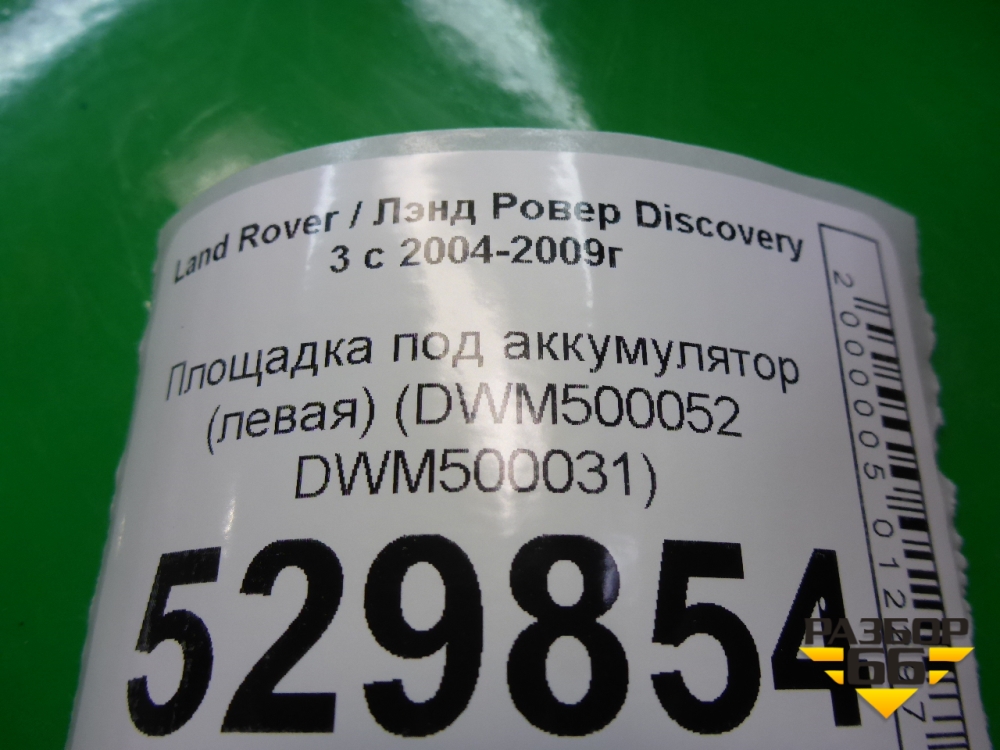 Land Rover / Лэнд Ровер Discovery
3 с 2004-2009г
Площадка под аккумулятор
(левая) (DWM500052
DWM500031)
529854
РАЗБОР
66